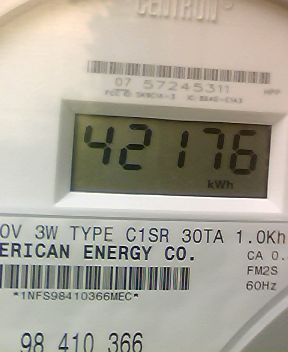 CENTRON
07 57245311
42176
kWh
0V 3W TYPE C1SR 30TA 1.0Kh
ERICAN ENERGY CO.
CA 0.
FM2S
60Hz
*1NFS98410366MEC*
98 410 366